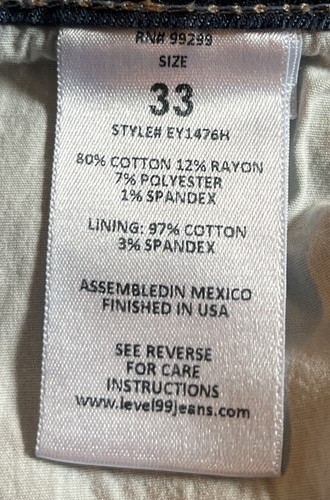 RN# 99299
SIZE
33
STYLE# EY1476H
80% COTTON 12% RAYON
7% POLYESTER
1% SPANDEX
LINING: 97% COTTON
3% SPANDEX
ASSEMBLEDIN MEXICO
FINISHED IN USA
SEE REVERSE
FOR CARE
INSTRUCTIONS
www.level99jeans.com